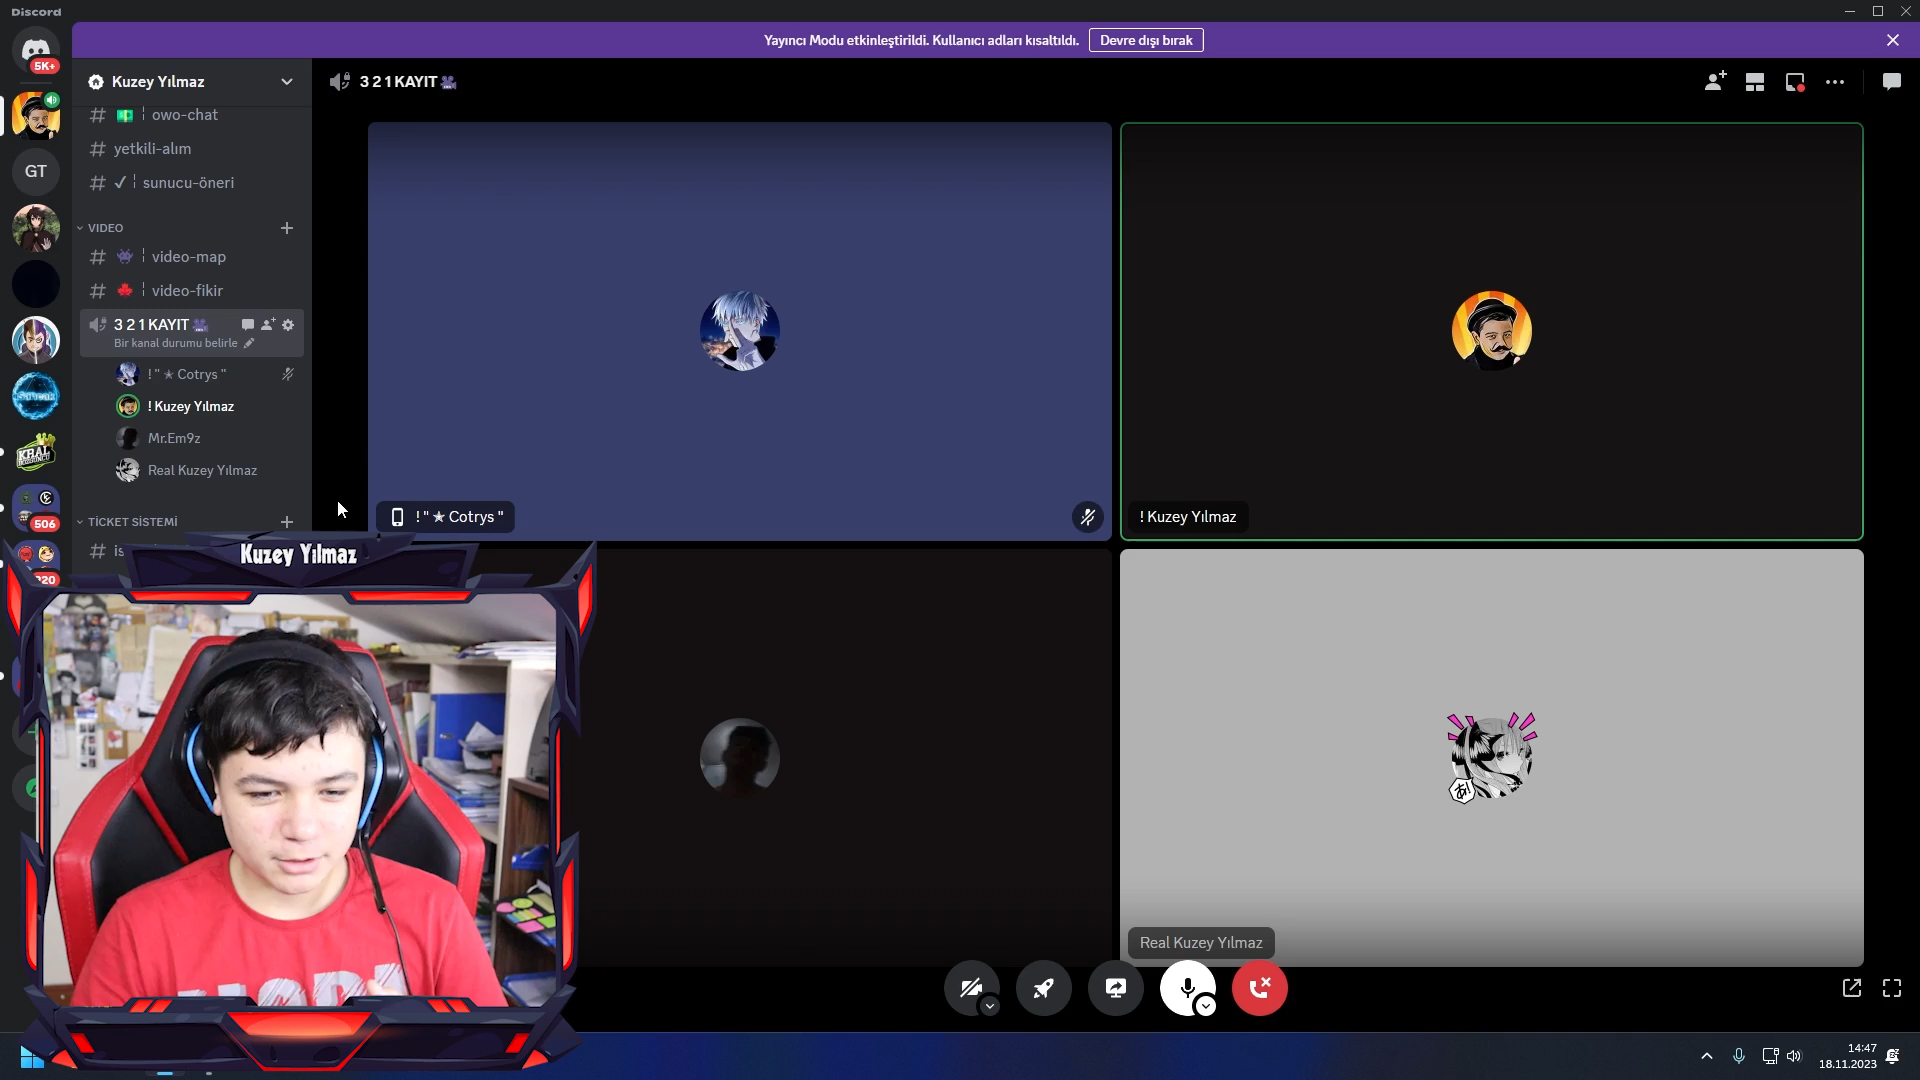 Discord
Yayıncı Modu etkinleştirildi. Kullanıcı adları kısaltıldı.
Devre dışı bırak
5K+
Kuzey Yılmaz
3 2 1 KAYIT
owo-chat
yetkili-alım
GT
sunucu-öneri
VIDEO
video-map
video-fikir
3 2 1 KAYIT
Bir kanal durumu belirle
! " ★ Cotrys "
! Kuzey Yılmaz
Mr.Em9z
KRAL
Real Kuzey Yılmaz
506
TİCKET SİSTEMİ
! " ★ Cotrys "
! Kuzey Yılmaz
Kuzey Yılmaz
Real Kuzey Yılmaz
14:47
18.11.2023